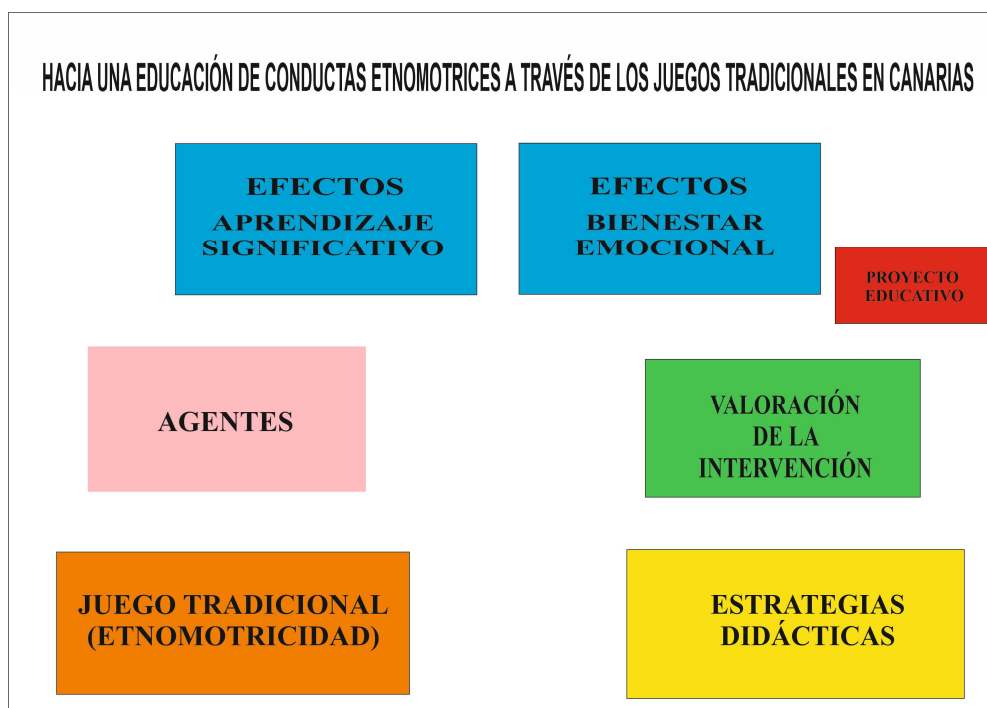 HACIA UNA EDUCACIÓN DE CONDUCTAS ETNOMOTRICES A TRAVÉS DE LOS JUEGOS TRADICIONALES EN CANARIAS
EFECTOS
APRENDIZAJE
SIGNIFICATIVO
EFECTOS
BIENESTAR
EMOCIONAL
PROYECTO
EDUCATIVO
AGENTES
VALORACIÓN
DE LA
INTERVENCIÓN
JUEGO TRADICIONAL
(ETNOMOTRICIDAD)
ESTRATEGIAS
DIDÁCTICAS